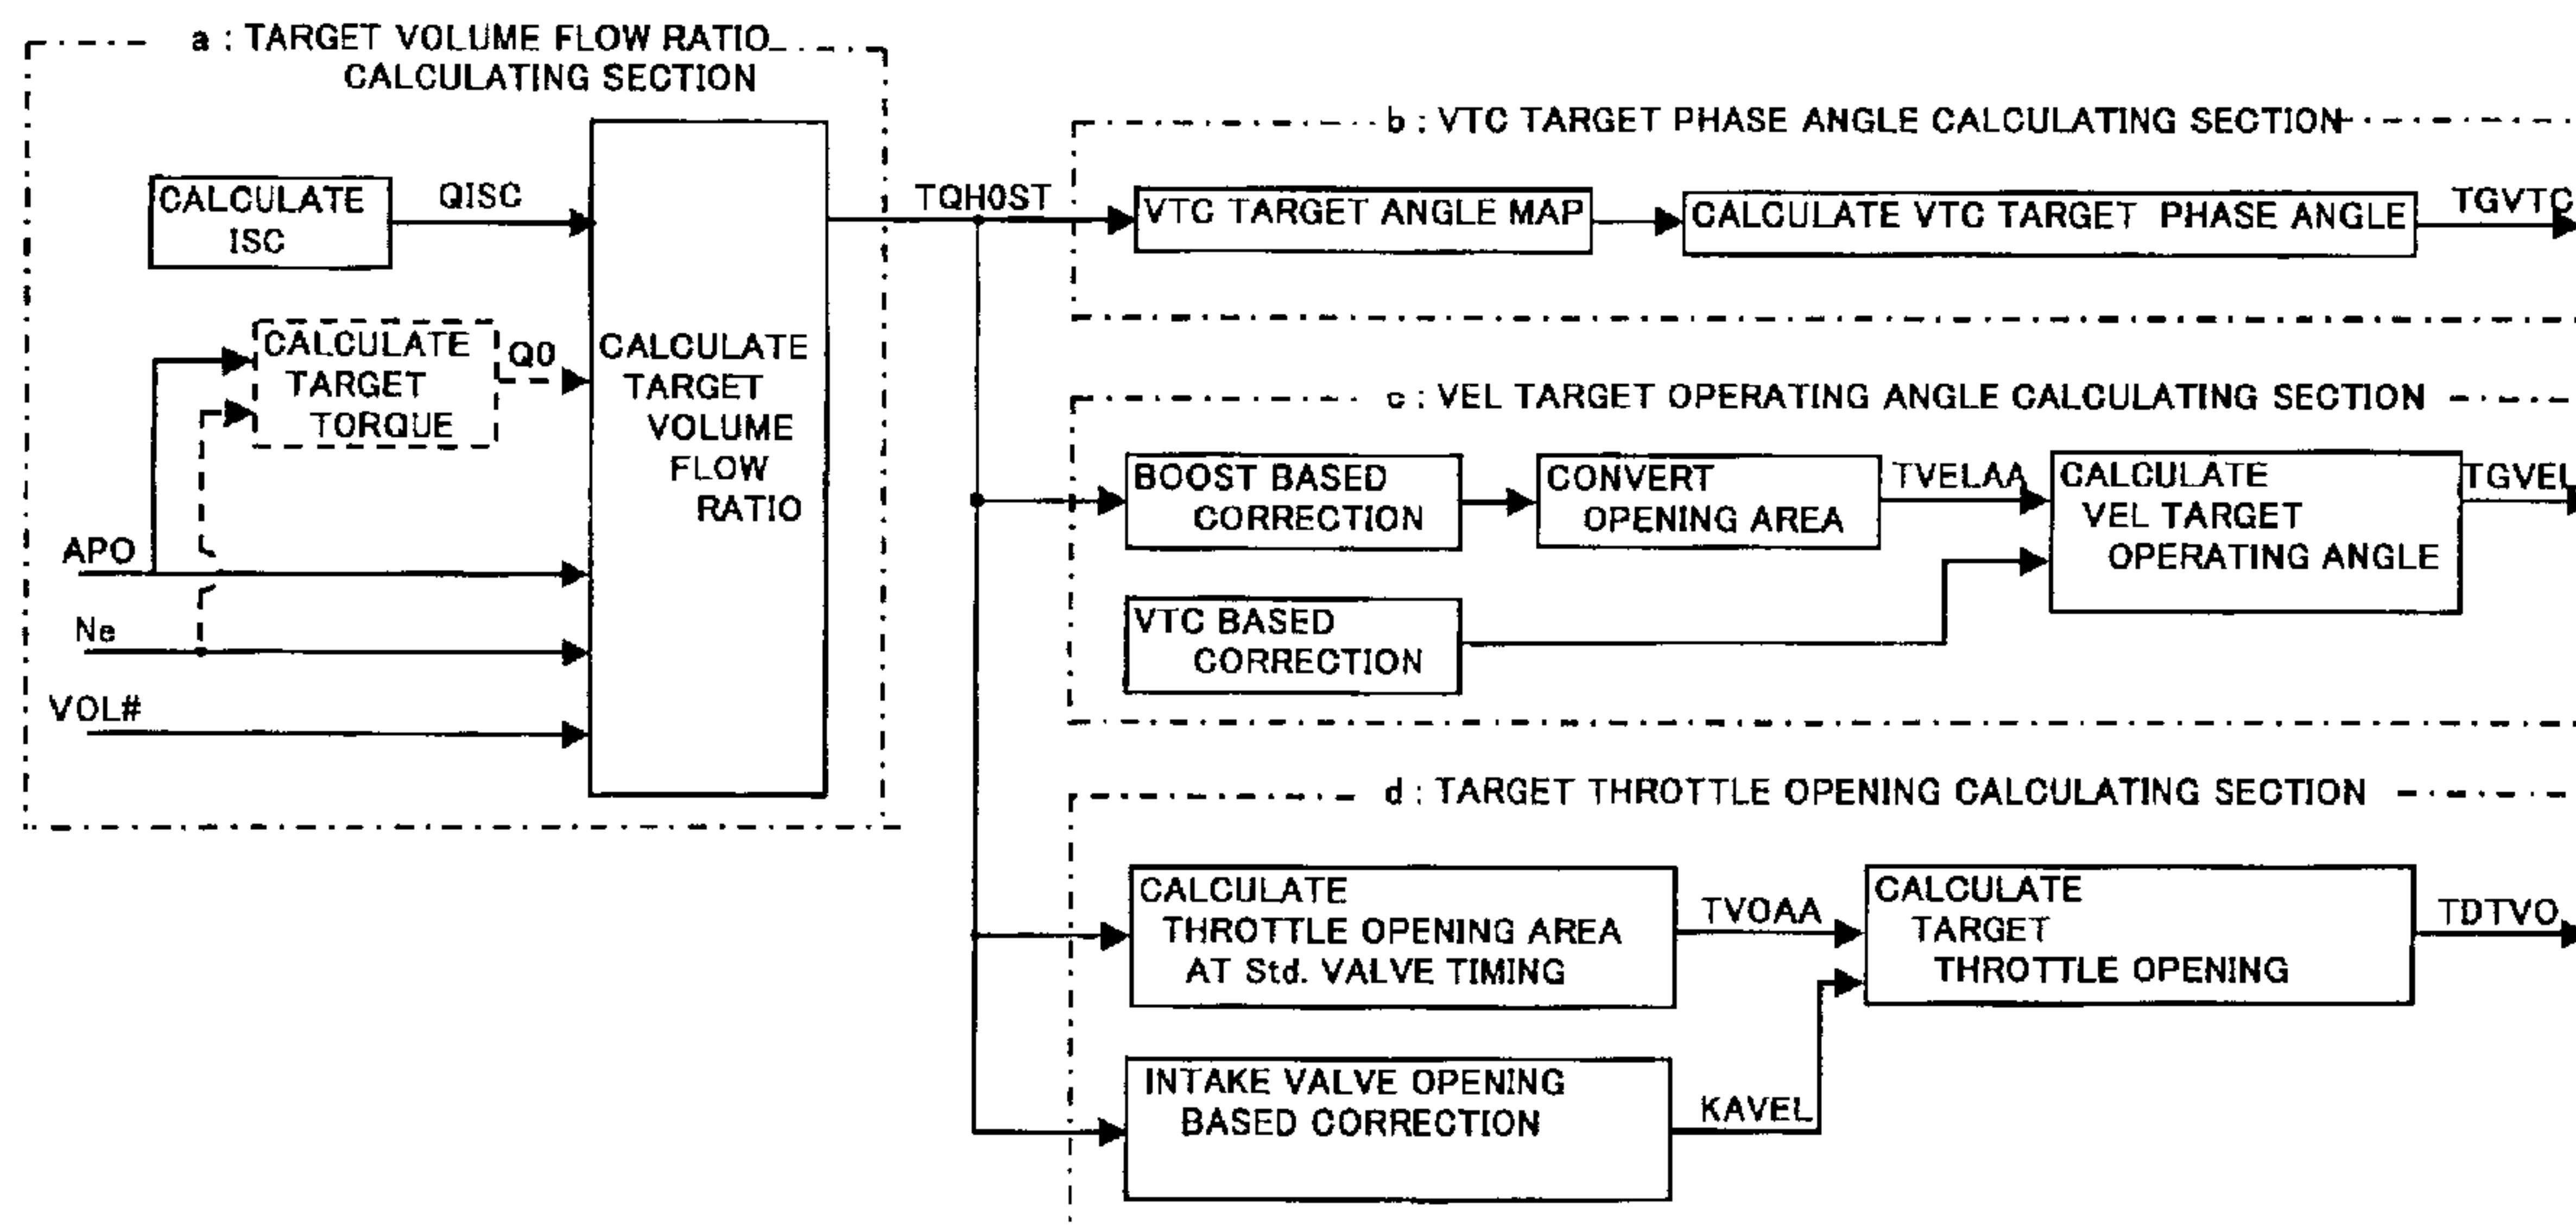 a : TARGET VOLUME FLOW RATIO
CALCULATING SECTION
CALCULATE
ISC
QISC
CALCULATE
TARGET
TORQUE
Q0
APO
Ne
VOL#
CALCULATE
TARGET
VOLUME
FLOW
RATIO
TQH0ST
b : VTC TARGET PHASE ANGLE CALCULATING SECTION
VTC TARGET ANGLE MAP
CALCULATE VTC TARGET PHASE ANGLE
TGVTC
c : VEL TARGET OPERATING ANGLE CALCULATING SECTION
BOOST BASED
CORRECTION
CONVERT
OPENING AREA
TVELAA
CALCULATE
VEL TARGET
OPERATING ANGLE
TGVEL
VTC BASED
CORRECTION
d : TARGET THROTTLE OPENING CALCULATING SECTION
CALCULATE
THROTTLE OPENING AREA
AT Std. VALVE TIMING
TVOAA
CALCULATE
TARGET
THROTTLE OPENING
TDTVO
INTAKE VALVE OPENING
BASED CORRECTION
KAVEL